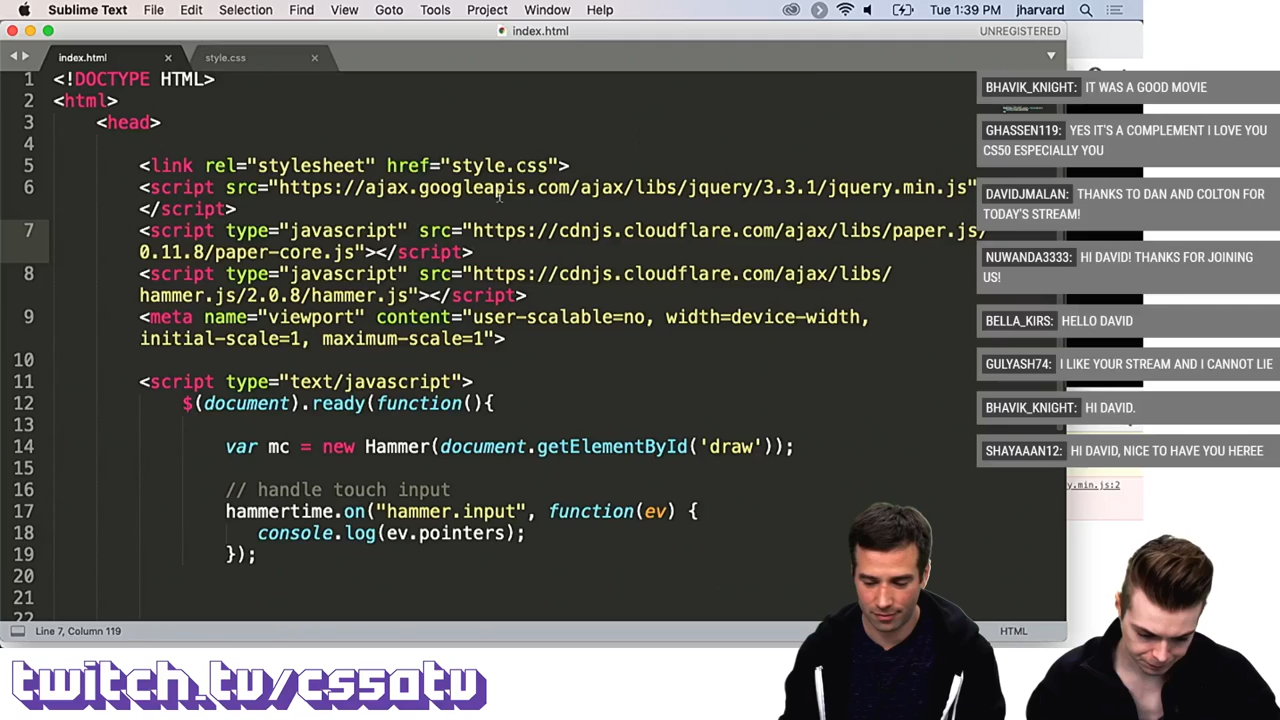 Sublime Text File Edit Selection Find View Goto Tools Project Window Help Tue 1:39 PM jharvard
index.html UNREGISTERED
index.html × style.css ×
1 <!DOCTYPE HTML>
2 <html>
3 <head>
4
5 <link rel="stylesheet" href="style.css">
6 <script src="https://ajax.googleapis.com/ajax/libs/jquery/3.3.1/jquery.min.js"
></script>
7 <script type="javascript" src="https://cdnjs.cloudflare.com/ajax/libs/paper.js/
0.11.8/paper-core.js"></script>
8 <script type="javascript" src="https://cdnjs.cloudflare.com/ajax/libs/
hammer.js/2.0.8/hammer.js"></script>
9 <meta name="viewport" content="user-scalable=no, width=device-width,
initial-scale=1, maximum-scale=1">
10
11 <script type="text/javascript">
12 $(document).ready(function(){
13
14 var mc = new Hammer(document.getElementById('draw'));
15
16 // handle touch input
17 hammertime.on("hammer.input", function(ev) {
18 console.log(ev.pointers);
19 });
20
21
22
Line 7, Column 119 HTML
BHAVIK_KNIGHT: IT WAS A GOOD MOVIE
GHASSEN119: YES IT'S A COMPLEMENT I LOVE YOU
CS50 ESPECIALLY YOU
DAVIDJMALAN: THANKS TO DAN AND COLTON FOR
TODAY'S STREAM!
NUWANDA3333: HI DAVID! THANKS FOR JOINING
US!
BELLA_KIRS: HELLO DAVID
GULYASH74: I LIKE YOUR STREAM AND I CANNOT LIE
BHAVIK_KNIGHT: HI DAVID.
SHAYAAAN12: HI DAVID, NICE TO HAVE YOU HEREE
y.min.js:2
twitch.tv/cs50tv